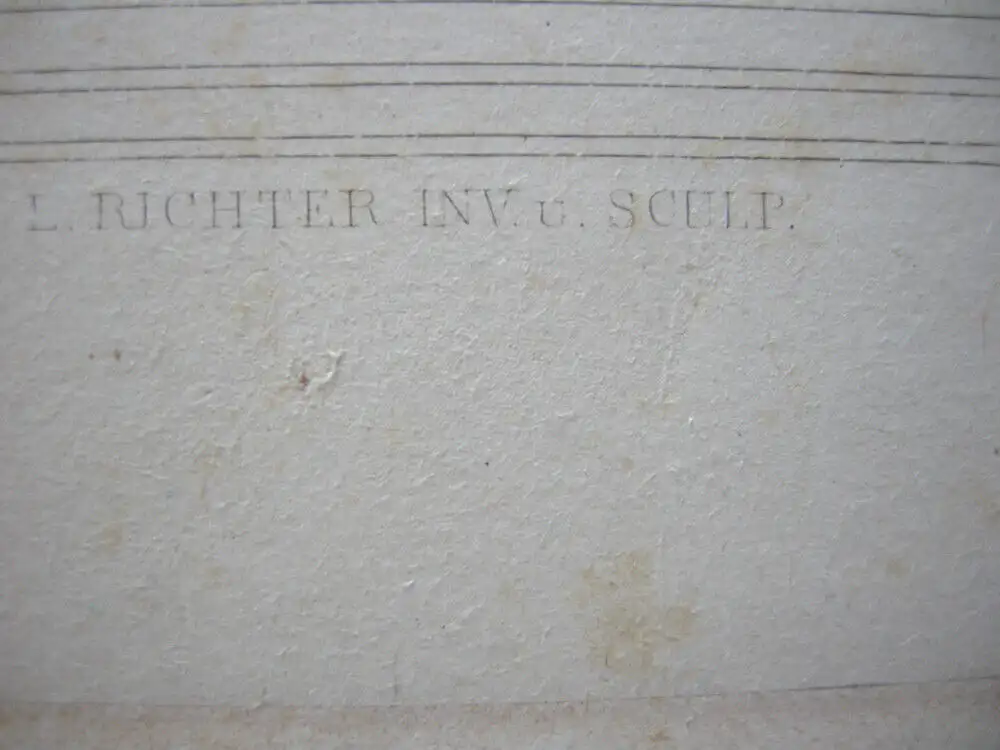 L. RICHTER INV. u. SCULP.